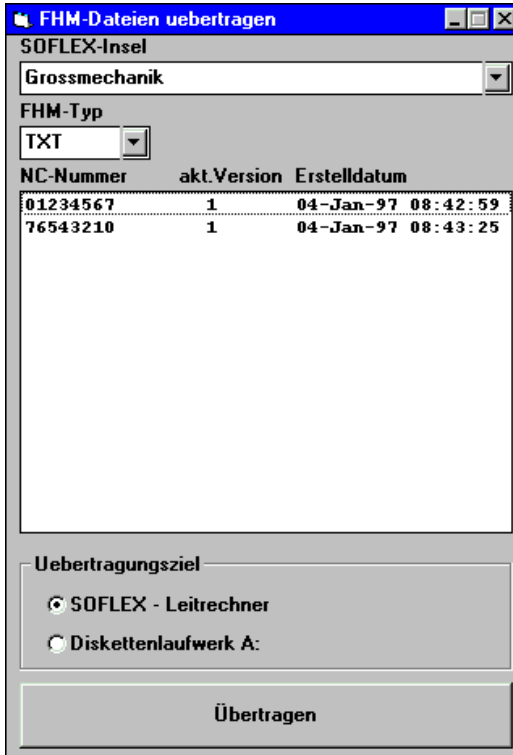 FHM-Dateien uebertragen
SOFLEX-Insel
Grossmechanik
FHM-Typ
TXT
NC-Nummer akt.Version Erstelldatum
01234567 1 04-Jan-97 08:42:59
76543210 1 04-Jan-97 08:43:25
Uebertragungsziel
SOFLEX - Leitrechner
Diskettenlaufwerk A:
Übertragen